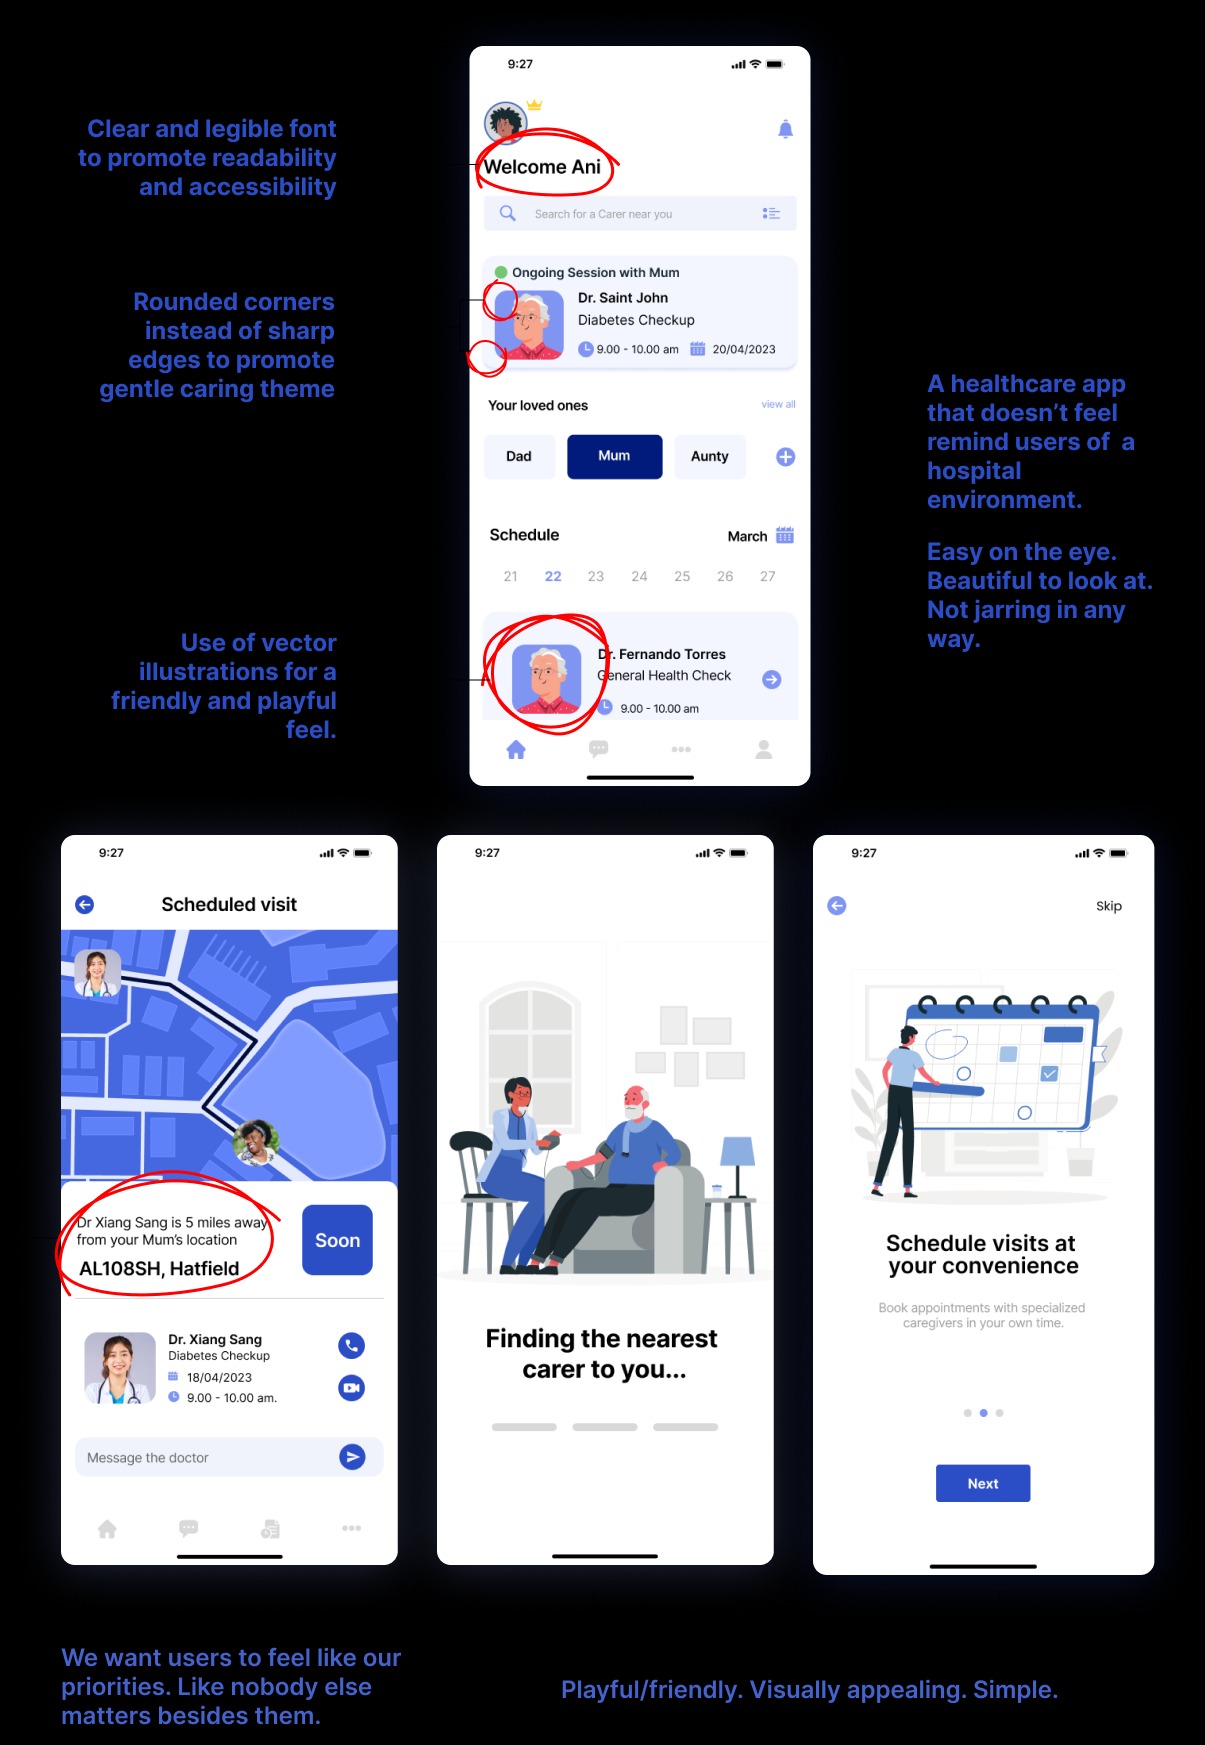 9:27
Clear and legible font
to promote readability
and accessibility
Welcome Ani
Search for a Carer near you
Ongoing Session with Mum
Rounded corners
instead of sharp
edges to promote
gentle caring theme
Dr. Saint John
Diabetes Checkup
9.00 - 10.00 am 20/04/2023
Your loved ones view all
Dad Mum Aunty
A healthcare app
that doesn't feel
remind users of a
hospital
environment.
Easy on the eye.
Beautiful to look at.
Not jarring in any
way.
Schedule March
21 22 23 24 25 26 27
Use of vector
illustrations for a
friendly and playful
feel.
Dr. Fernando Torres
General Health Check
9.00 - 10.00 am
9:27
Scheduled visit
Dr Xiang Sang is 5 miles away
from your Mum's location
AL108SH, Hatfield
Soon
Dr. Xiang Sang
Diabetes Checkup
18/04/2023
9.00 - 10.00 am.
Message the doctor
9:27
Finding the nearest
carer to you...
9:27
Skip
Schedule visits at
your convenience
Book appointments with specialized
caregivers in your own time.
Next
We want users to feel like our
priorities. Like nobody else
matters besides them.
Playful/friendly. Visually appealing. Simple.